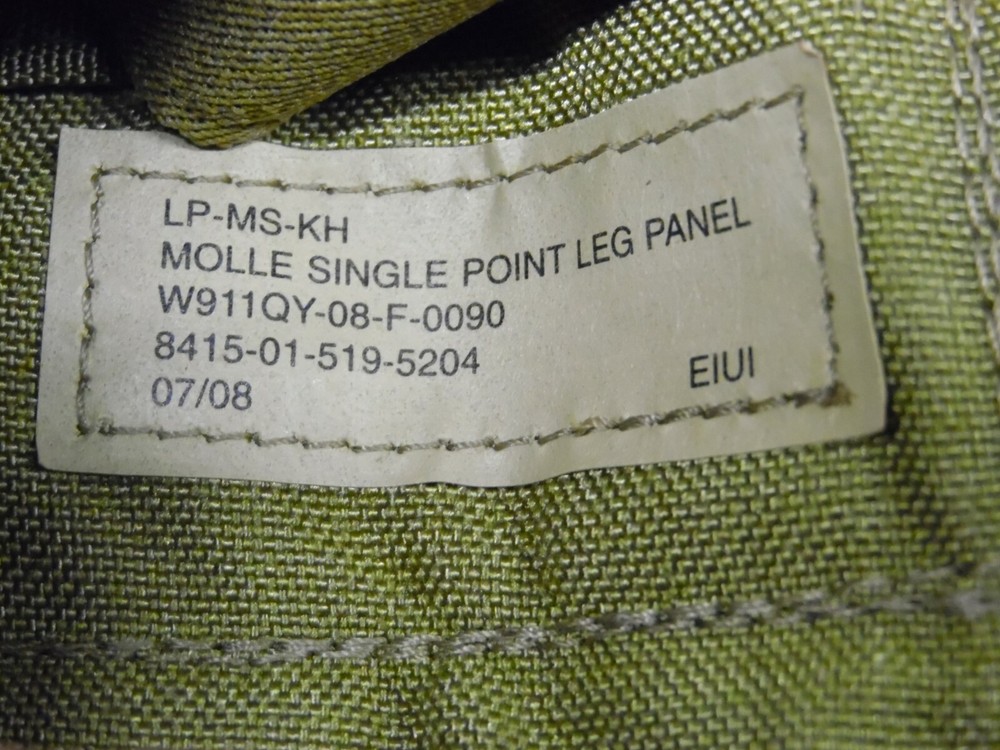 LP-MS-KH
MOLLE SINGLE POINT LEG PANEL
W911QY-08-F-0090
8415-01-519-5204
07/08 EIUI